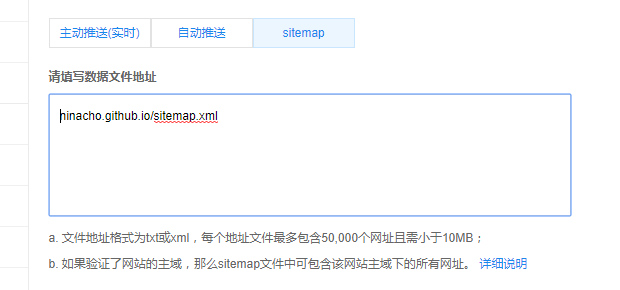 主动推送(实时) 自动推送 sitemap
请填写数据文件地址
hinacho.github.io/sitemap.xml
a. 文件地址格式为txt或xml，每个地址文件最多包含50,000个网址且需小于10MB；
b. 如果验证了网站的主域，那么sitemap文件中可包含该网站主域下的所有网址。 详细说明